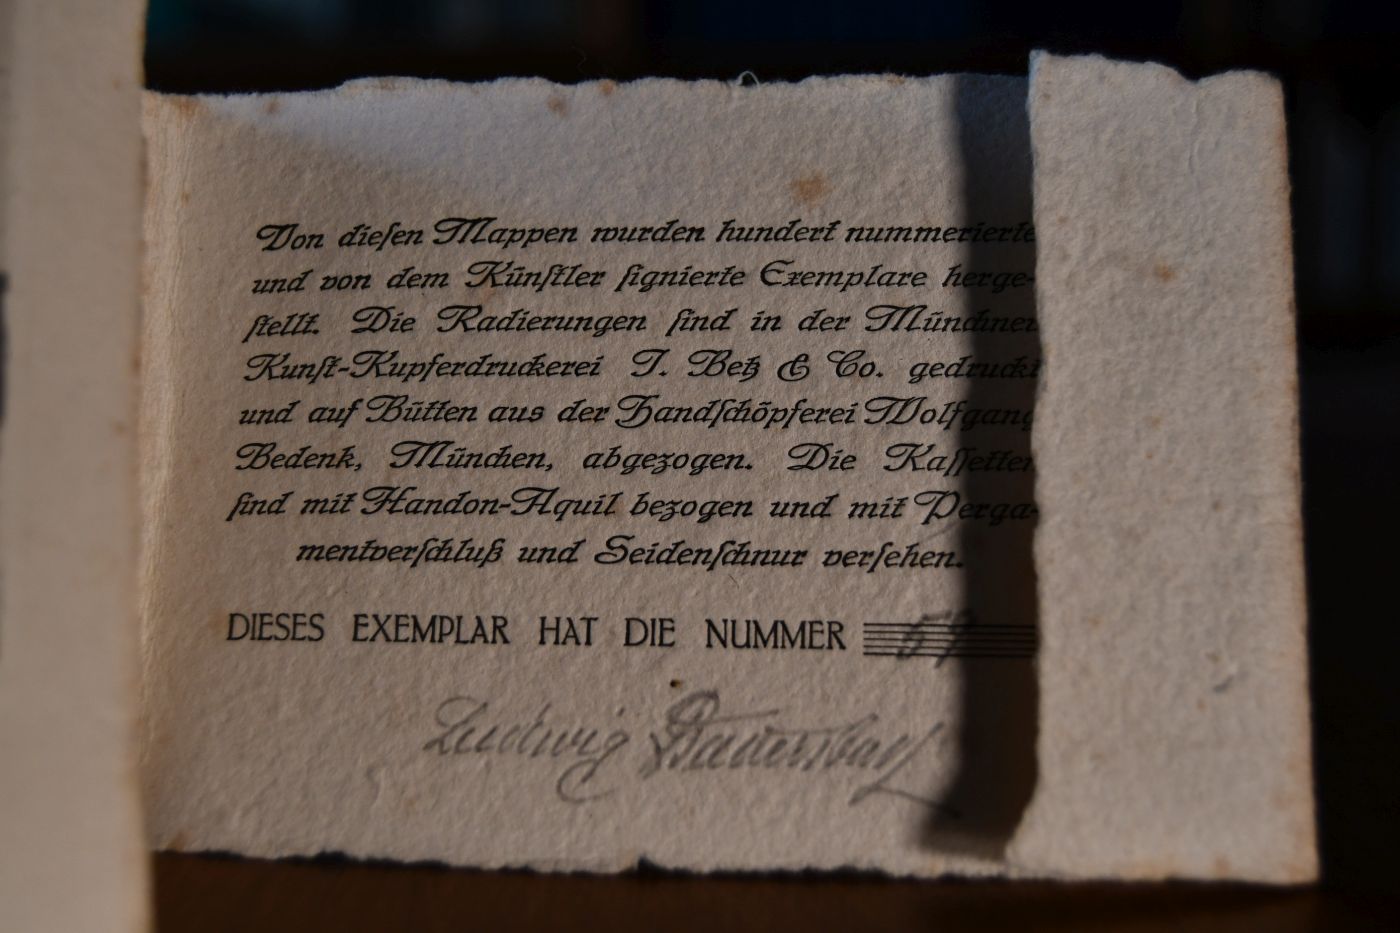 Von dieſen Mappen wurden hundert nummerierte
und von dem Künſtler ſignierte Exemplare herge-
ſtellt. Die Radierungen ſind in der Münchner
Kunſt-Kupferdruckerei J. Betz & Co. gedruckt
und auf Bütten aus der Handſchöpferei Wolfgang
Bedenk, München, abgezogen. Die Kaſſetten
ſind mit Handon-Aquil bezogen und mit Perga-
mentverſchluß und Seidenſchnur verſehen.
DIESES EXEMPLAR HAT DIE NUMMER
Ludwig